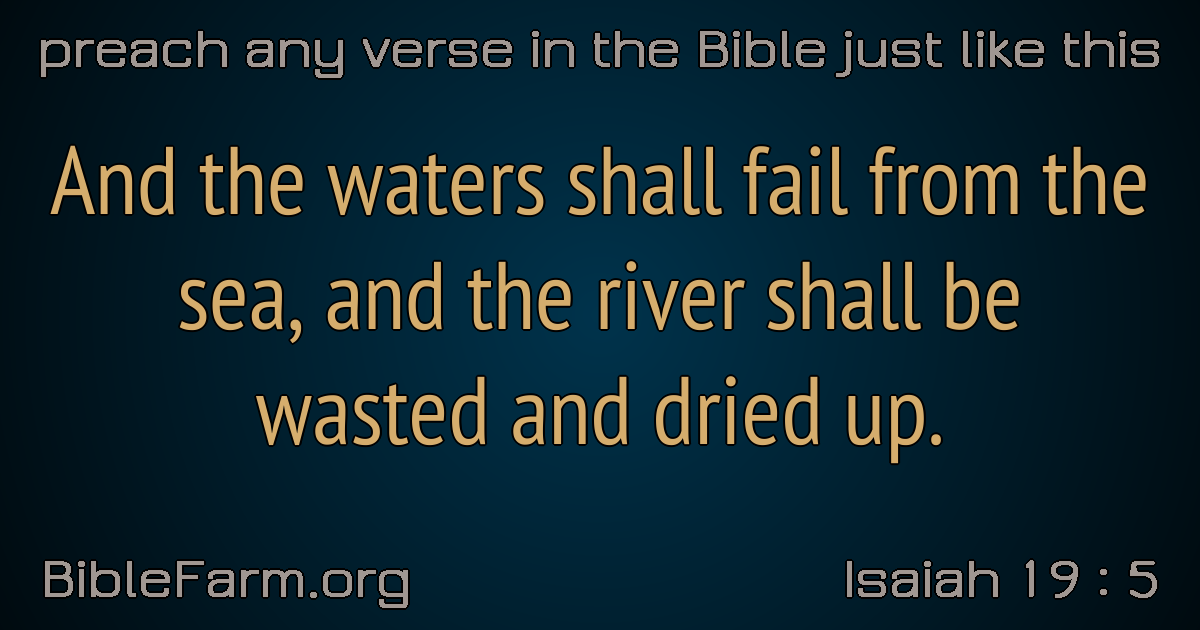 preach any verse in the Bible just like this
And the waters shall fail from the
sea, and the river shall be
wasted and dried up.
BibleFarm.org
Isaiah 19 : 5